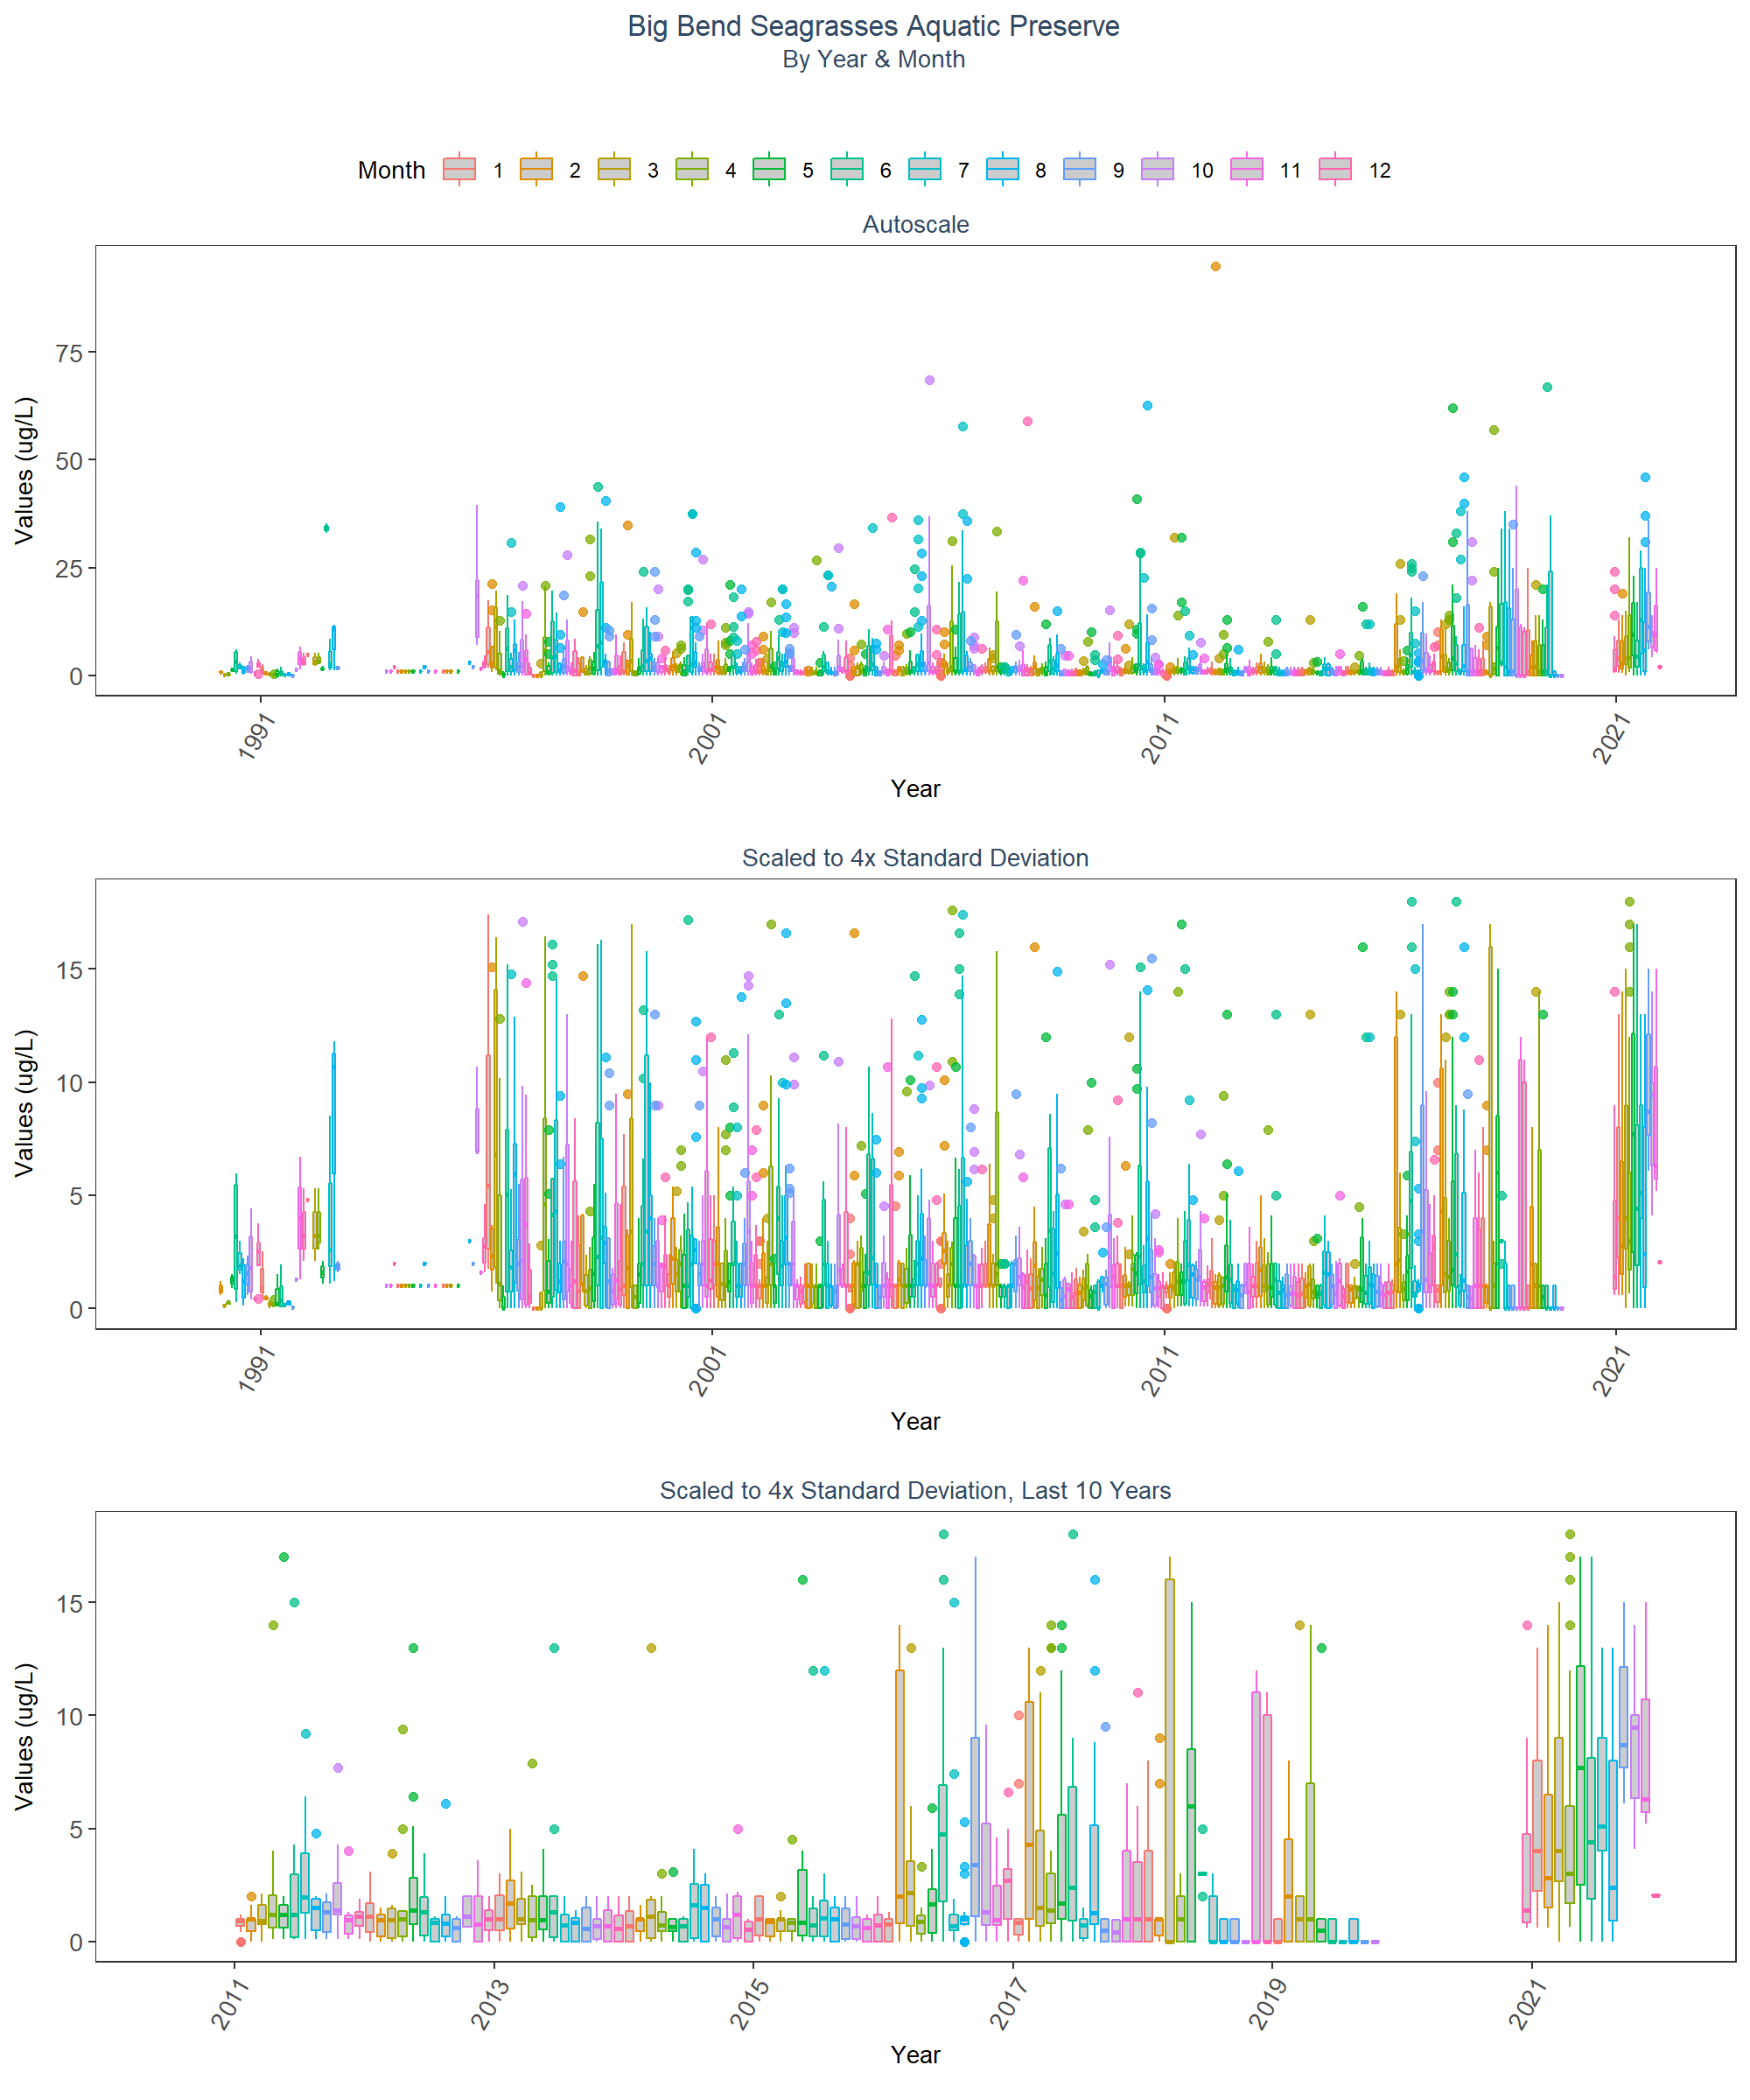 Big Bend Seagrasses Aquatic Preserve
By Year & Month
Month 1 2 3 4 5 6 7 8 9 10 11 12
Autoscale
Values (ug/L)
75
50
25
0
1991 2001 2011 2021
Year
Scaled to 4x Standard Deviation
Values (ug/L)
15
10
5
0
1991 2001 2011 2021
Year
Scaled to 4x Standard Deviation, Last 10 Years
Values (ug/L)
15
10
5
0
2011 2013 2015 2017 2019 2021
Year